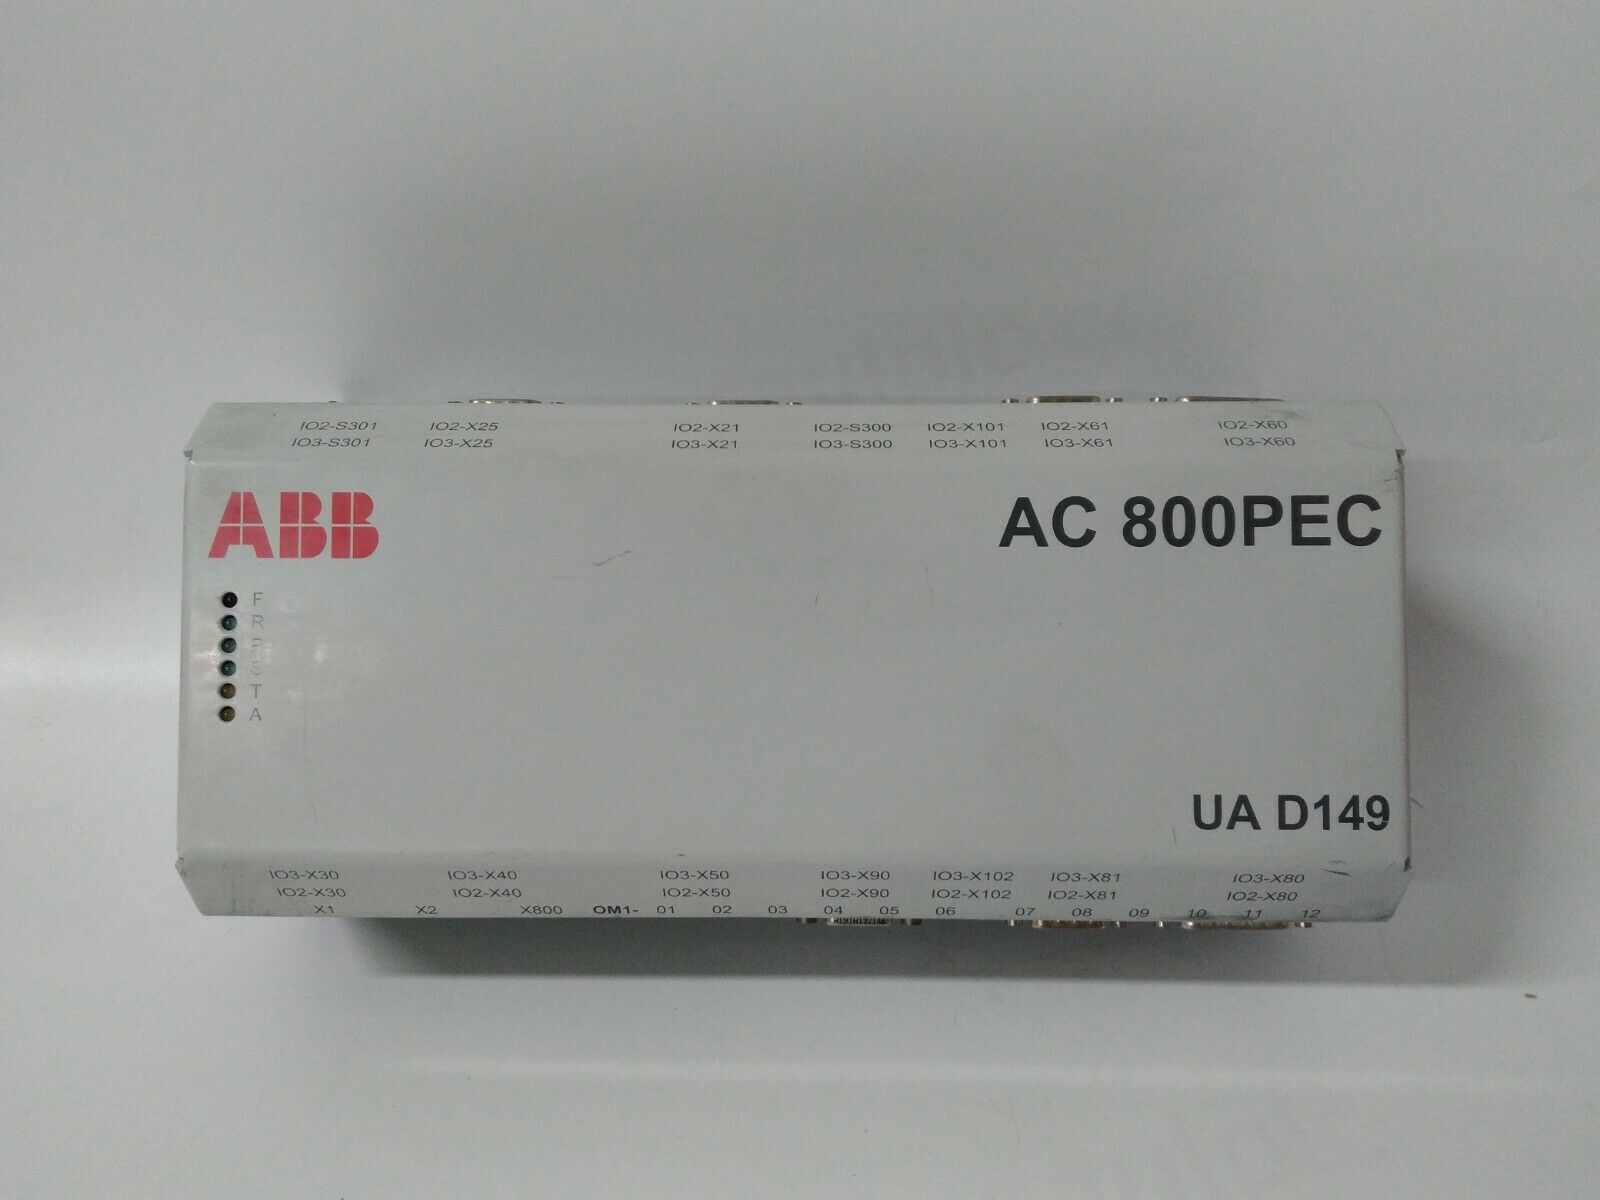 IO2-S301 IO2-X25 IO2-X21 IO2-S300 IO2-X101 IO2-X61 IO2-X60
IO3-S301 IO3-X25 IO3-X21 IO3-S300 IO3-X101 IO3-X61 IO3-X60
ABB
AC 800PEC
F
R
P
S
T
A
UA D149
IO3-X30 IO3-X40 IO3-X50 IO3-X90 IO3-X102 IO3-X81 IO3-X80
IO2-X30 IO2-X40 IO2-X50 IO2-X90 IO2-X102 IO2-X81 IO2-X80
X1 X2 X800 OM1- 01 02 03 04 05 06 07 08 09 10 11 12